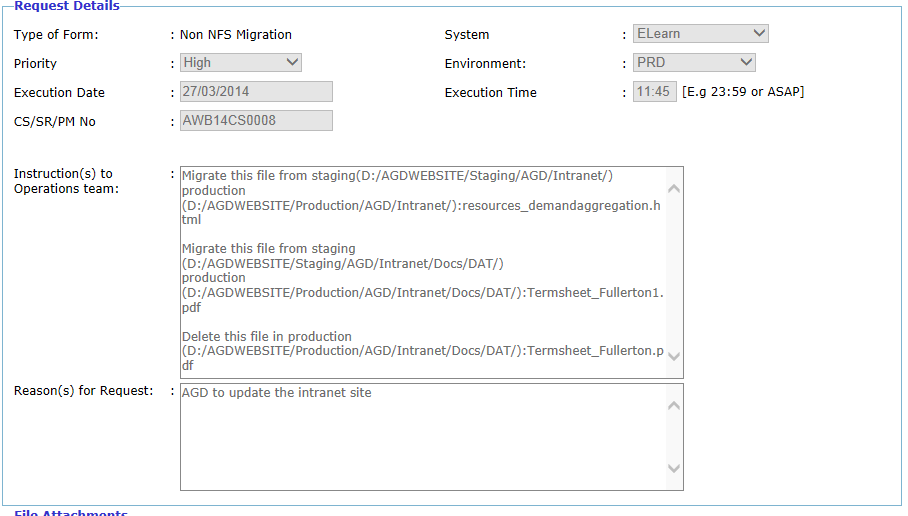 Request Details
Type of Form: : Non NFS Migration System : ELearn
Priority : High Environment: : PRD
Execution Date : 27/03/2014 Execution Time : 11:45 [E.g 23:59 or ASAP]
CS/SR/PM No : AWB14CS0008
Instruction(s) to
Operations team: :
Migrate this file from staging(D:/AGDWEBSITE/Staging/AGD/Intranet/)
production
(D:/AGDWEBSITE/Production/AGD/Intranet/):resources_demandaggregation.h
tml
Migrate this file from staging
(D:/AGDWEBSITE/Staging/AGD/Intranet/Docs/DAT/)
production
(D:/AGDWEBSITE/Production/AGD/Intranet/Docs/DAT/):Termsheet_Fullerton1.
pdf
Delete this file in production
(D:/AGDWEBSITE/Production/AGD/Intranet/Docs/DAT/):Termsheet_Fullerton.p
df
Reason(s) for Request: : AGD to update the intranet site
File Attachments